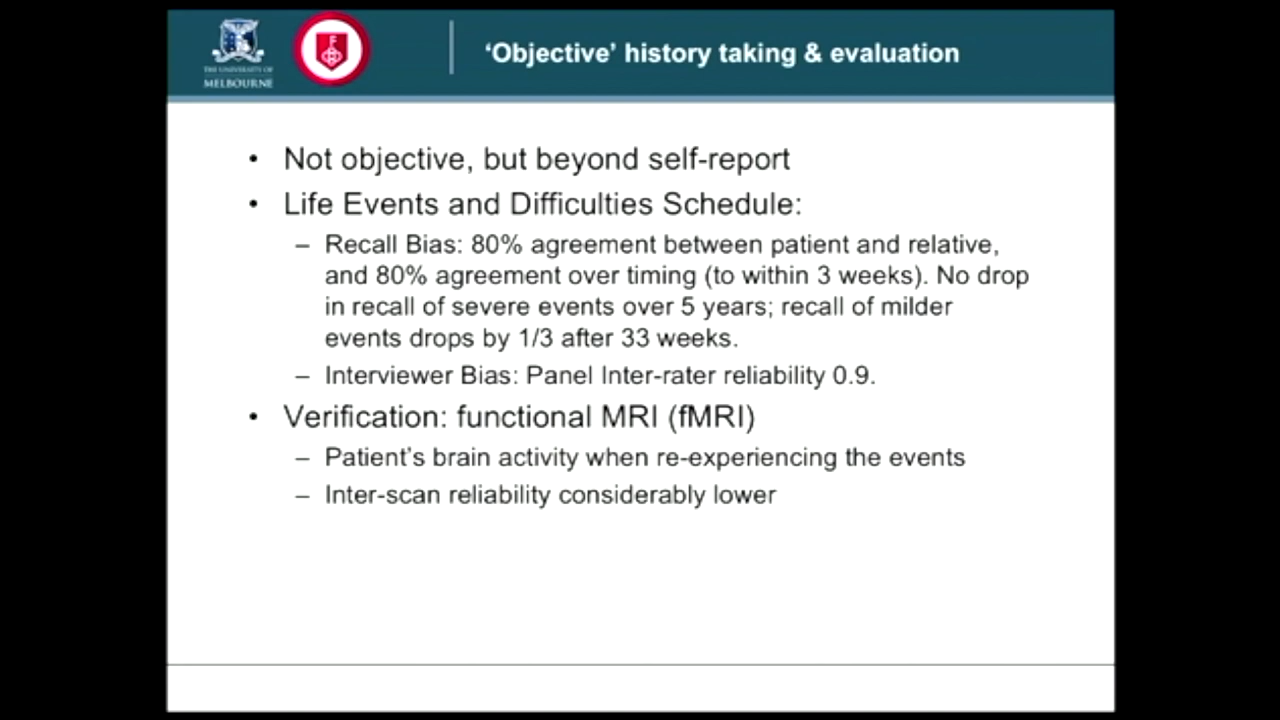 THE UNIVERSITY OF
MELBOURNE
‘Objective’ history taking & evaluation
• Not objective, but beyond self-report
• Life Events and Difficulties Schedule:
– Recall Bias: 80% agreement between patient and relative,
and 80% agreement over timing (to within 3 weeks). No drop
in recall of severe events over 5 years; recall of milder
events drops by 1/3 after 33 weeks.
– Interviewer Bias: Panel Inter-rater reliability 0.9.
• Verification: functional MRI (fMRI)
– Patient’s brain activity when re-experiencing the events
– Inter-scan reliability considerably lower